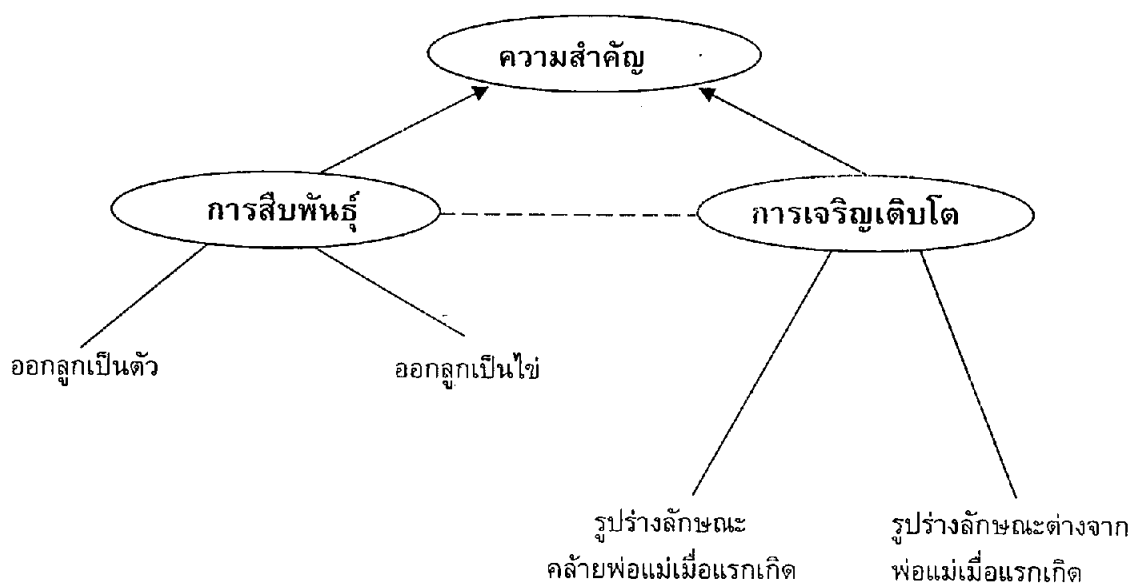 ความสำคัญ
การสืบพันธุ์
การเจริญเติบโต
ออกลูกเป็นตัว
ออกลูกเป็นไข่
รูปร่างลักษณะ
คล้ายพ่อแม่เมื่อแรกเกิด
รูปร่างลักษณะต่างจาก
พ่อแม่เมื่อแรกเกิด